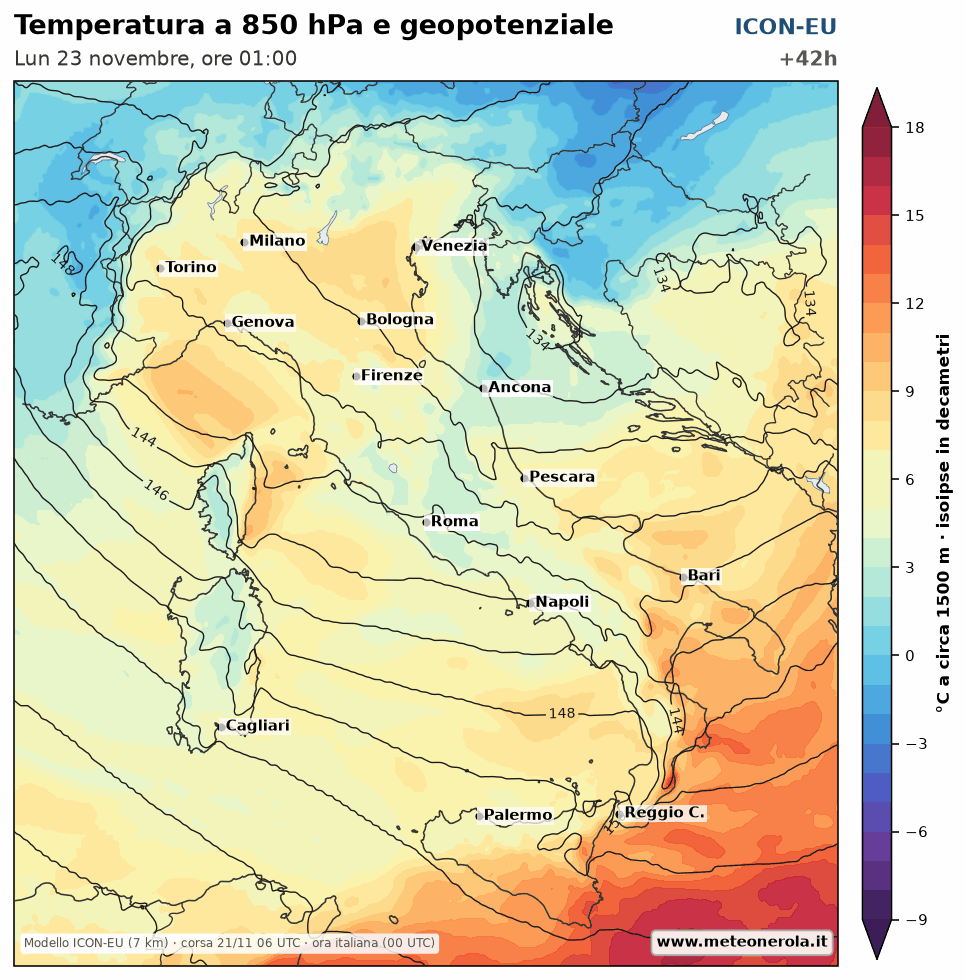 Temperatura a 850 hPa e geopotenziale
ICON-EU
Lun 23 novembre, ore 01:00
+42h
18
15
12
9
6
3
0
−3
−6
−9
°C a circa 1500 m · isoipse in decametri
148
Milano
Venezia
Torino
134
134
Genova
Bologna
134
Firenze
Ancona
144
146
Pescara
Roma
Bari
Napoli
148
144
Cagliari
Palermo
Reggio C.
Modello ICON-EU (7 km) · corsa 21/11 06 UTC · ora italiana (00 UTC)
www.meteonerola.it